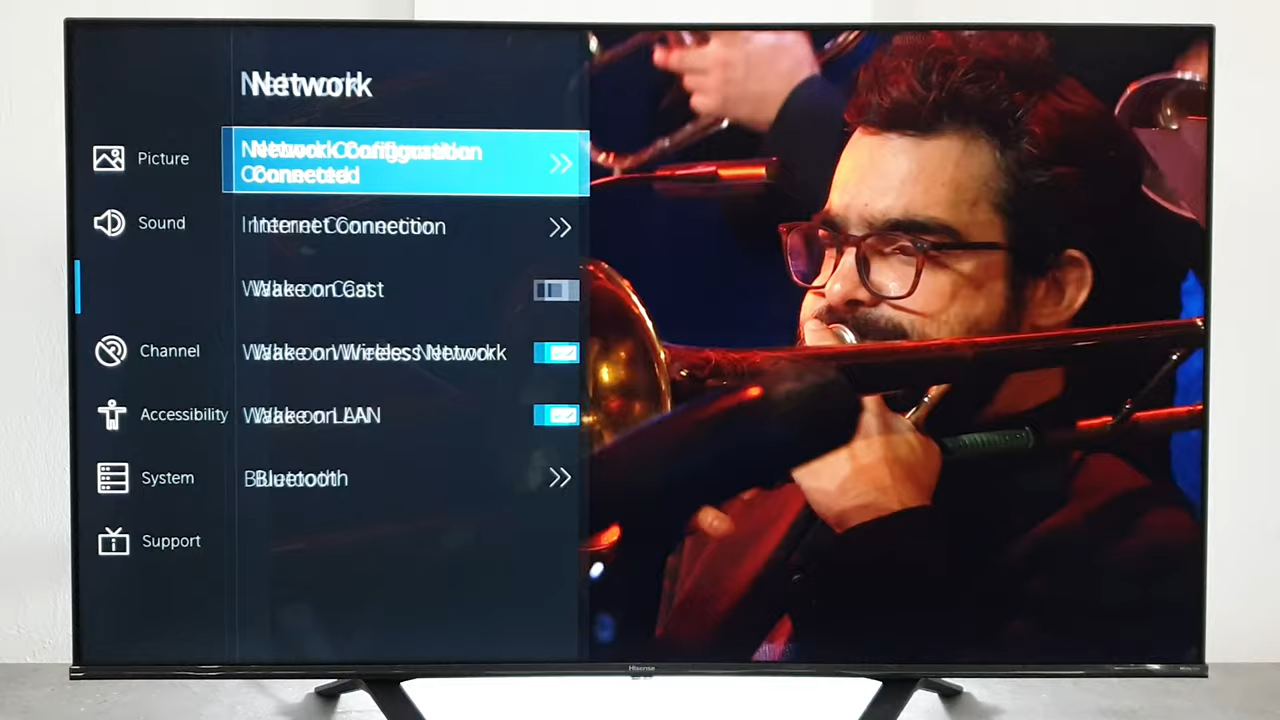 Network
Picture
Network Configuration
Connected
Sound
Internet Connection
Wake on Cast
Channel
Wake on Wireless Network
Accessibility
Wake on LAN
System
Bluetooth
Support
Hisense